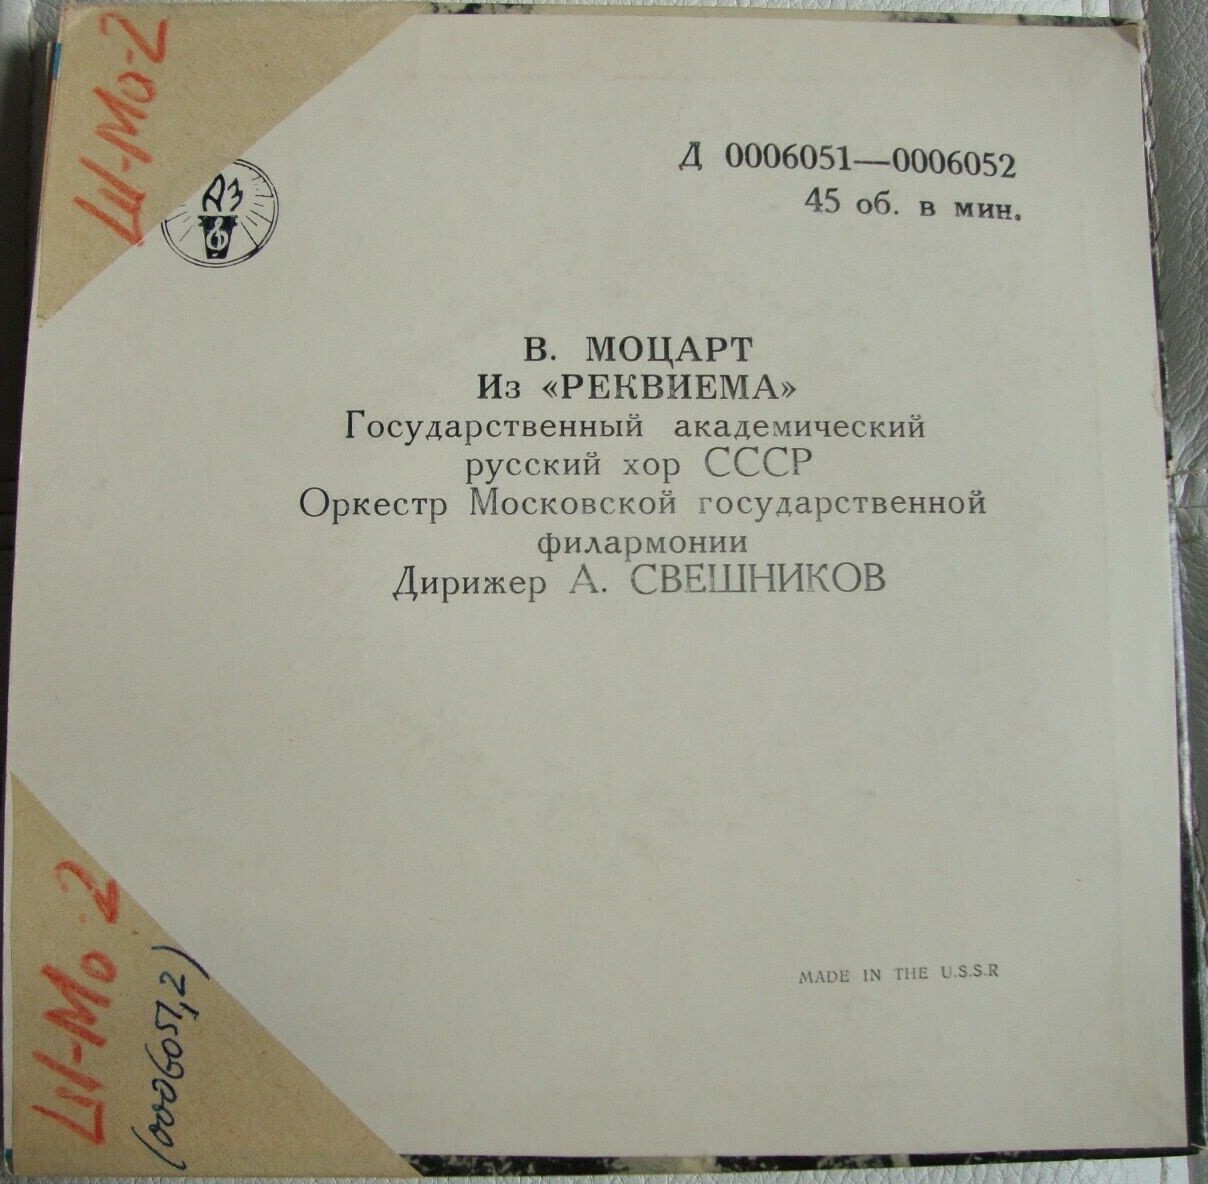 Ш-Мо-2
АЗ
Д 0006051—0006052
45 об. в мин.
В. МОЦАРТ
Из «РЕКВИЕМА»
Государственный академический
русский хор СССР
Оркестр Московской государственной
филармонии
Дирижер А. СВЕШНИКОВ
MADE IN THE U.S.S.R
Ш-Мо 2
(0006051,2)